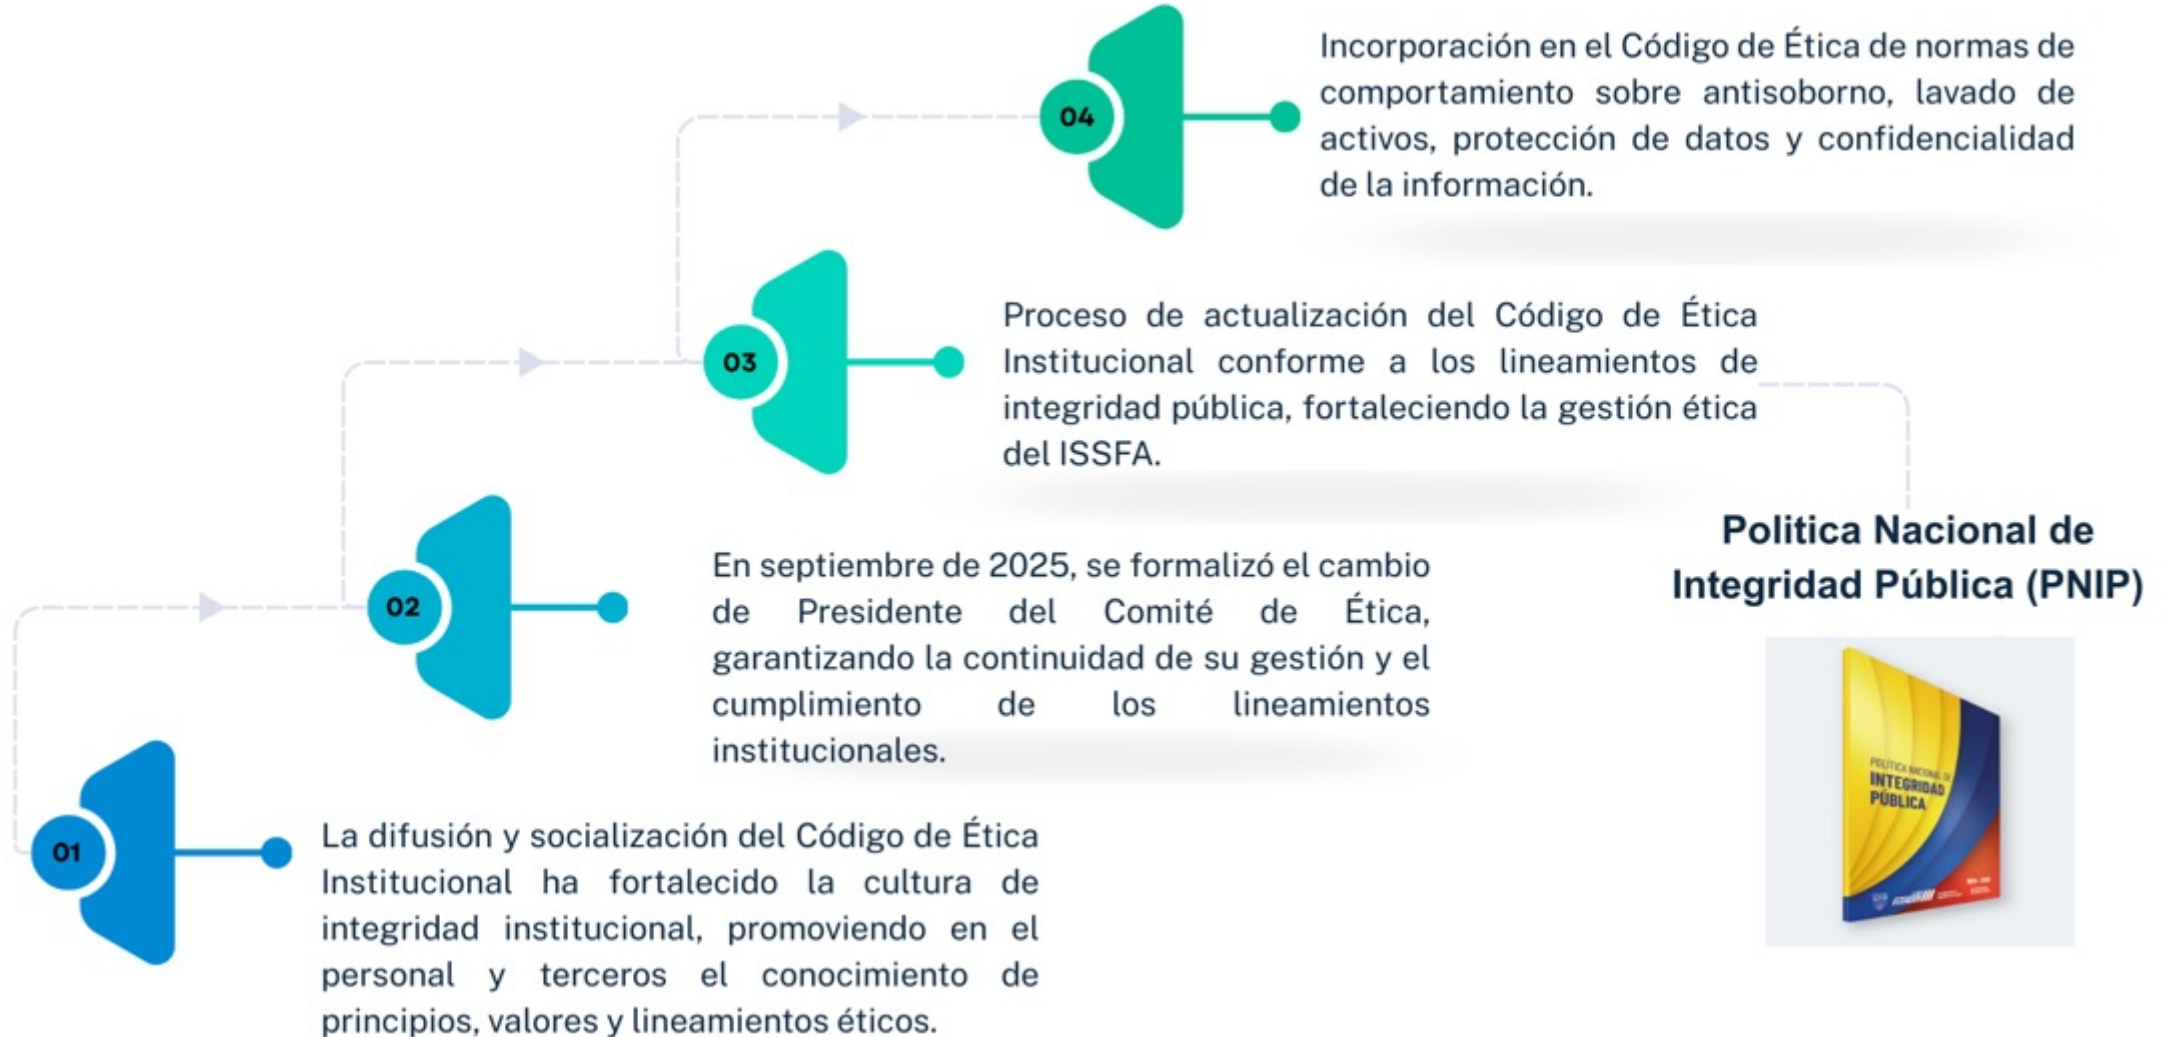 04
Incorporación en el Código de Ética de normas de
comportamiento sobre antisoborno, lavado de
activos, protección de datos y confidencialidad
de la información.
03
Proceso de actualización del Código de Ética
Institucional conforme a los lineamientos de
integridad pública, fortaleciendo la gestión ética
del ISSFA.
Politica Nacional de
Integridad Pública (PNIP)
POLÍTICA NACIONAL DE
INTEGRIDAD
PÚBLICA
02
En septiembre de 2025, se formalizó el cambio
de Presidente del Comité de Ética,
garantizando la continuidad de su gestión y el
cumplimiento de los lineamientos
institucionales.
01
La difusión y socialización del Código de Ética
Institucional ha fortalecido la cultura de
integridad institucional, promoviendo en el
personal y terceros el conocimiento de
principios, valores y lineamientos éticos.